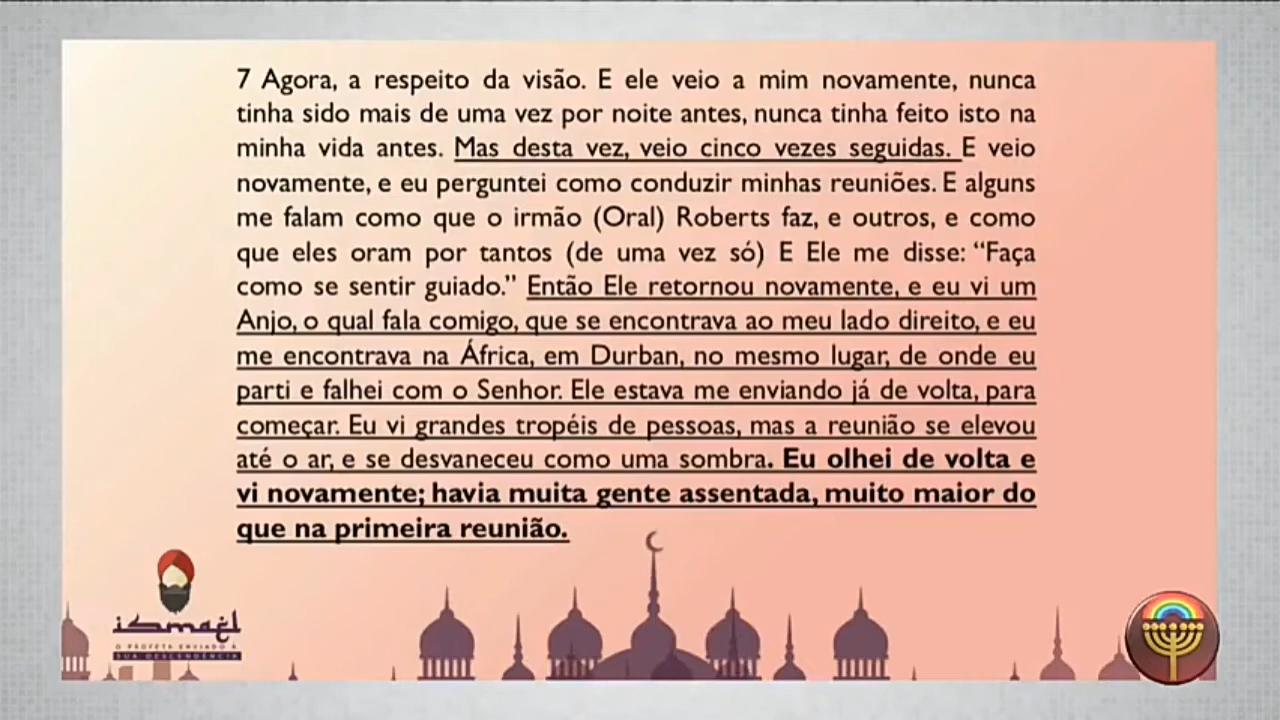 7 Agora, a respeito da visão. E ele veio a mim novamente, nunca
tinha sido mais de uma vez por noite antes, nunca tinha feito isto na
minha vida antes. Mas desta vez, veio cinco vezes seguidas. E veio
novamente, e eu perguntei como conduzir minhas reuniões. E alguns
me falam como que o irmão (Oral) Roberts faz, e outros, e como
que eles oram por tantos (de uma vez só) E Ele me disse: “Faça
como se sentir guiado.” Então Ele retornou novamente, e eu vi um
Anjo, o qual fala comigo, que se encontrava ao meu lado direito, e eu
me encontrava na África, em Durban, no mesmo lugar, de onde eu
parti e falhei com o Senhor. Ele estava me enviando já de volta, para
começar. Eu vi grandes tropéis de pessoas, mas a reunião se elevou
até o ar, e se desvaneceu como uma sombra. Eu olhei de volta e
vi novamente; havia muita gente assentada, muito maior do
que na primeira reunião.
ismaël
O PROFETA ENVIADO À
SUA DESCENDÊNCIA